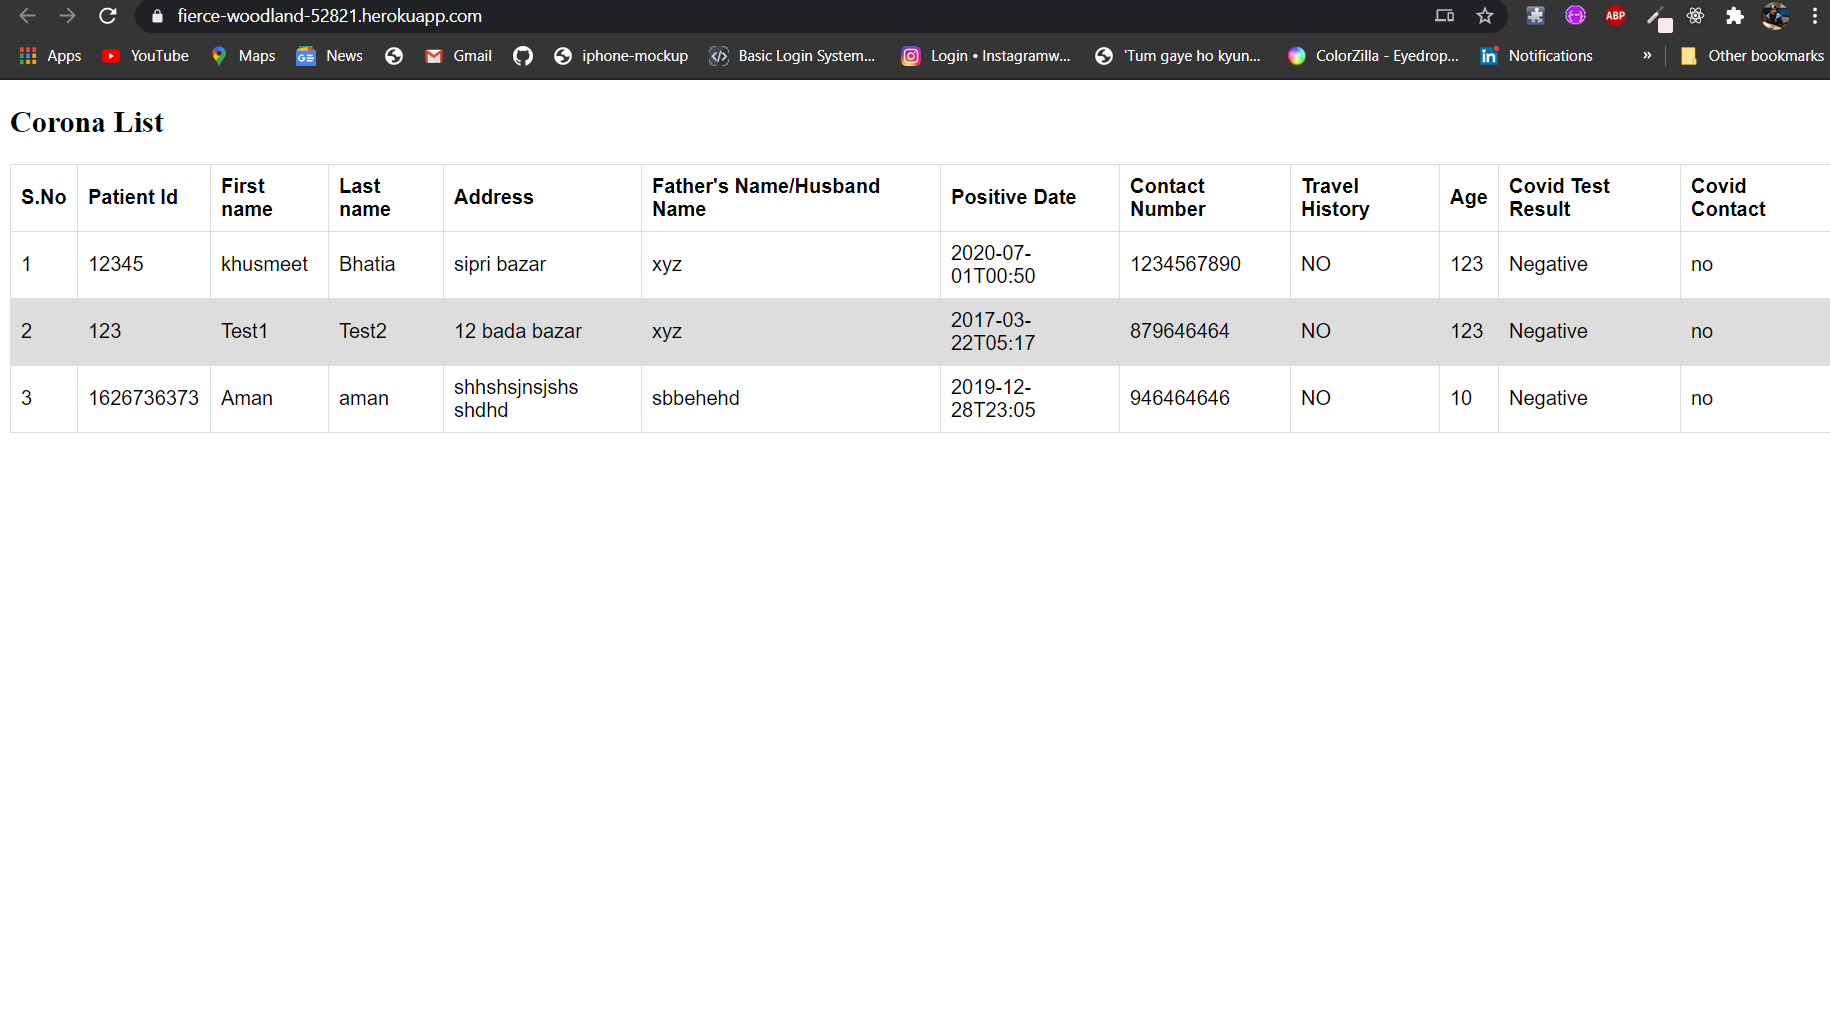 fierce-woodland-52821.herokuapp.com
ABP
Apps YouTube Maps News Gmail iphone-mockup Basic Login System... Login • Instagramw... 'Tum gaye ho kyun... ColorZilla - Eyedrop... Notifications » Other bookmarks
Corona List
S.No Patient Id First name Last name Address Father's Name/Husband Name Positive Date Contact Number Travel History Age Covid Test Result Covid Contact
1 12345 khusmeet Bhatia sipri bazar xyz 2020-07-01T00:50 1234567890 NO 123 Negative no
2 123 Test1 Test2 12 bada bazar xyz 2017-03-22T05:17 879646464 NO 123 Negative no
3 1626736373 Aman aman shhshsjnsjshs shdhd sbbehehd 2019-12-28T23:05 946464646 NO 10 Negative no